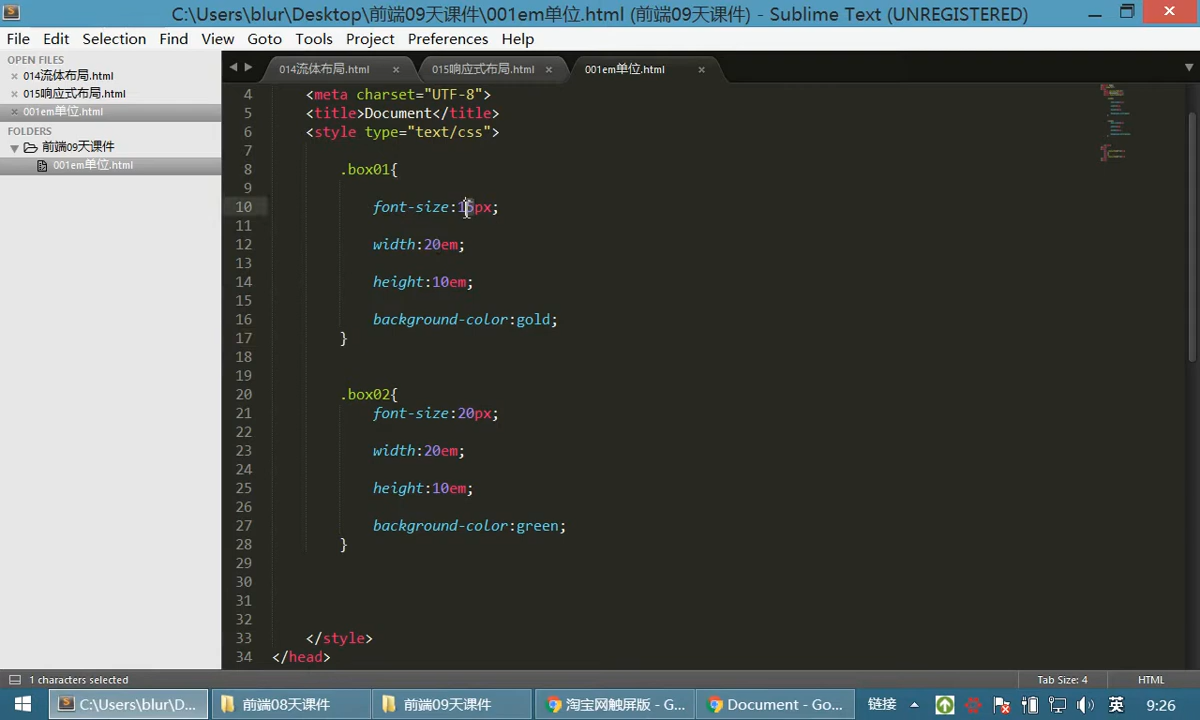 C:\Users\blur\Desktop\前端09天课件\001em单位.html (前端09天课件) - Sublime Text (UNREGISTERED)
File Edit Selection Find View Goto Tools Project Preferences Help
OPEN FILES
014流体布局.html
015响应式布局.html
001em单位.html
FOLDERS
前端09天课件
001em单位.html
014流体布局.html 015响应式布局.html 001em单位.html
4 <meta charset="UTF-8">
5 <title>Document</title>
6 <style type="text/css">
7
8 .box01{
9
10 font-size:16px;
11
12 width:20em;
13
14 height:10em;
15
16 background-color:gold;
17 }
18
19
20 .box02{
21 font-size:20px;
22
23 width:20em;
24
25 height:10em;
26
27 background-color:green;
28 }
29
30
31
32
33 </style>
34 </head>
1 characters selected Tab Size: 4 HTML
C:\Users\blur\D... 前端08天课件 前端09天课件 淘宝网触屏版 - G... Document - Go... 链接 英 9:26